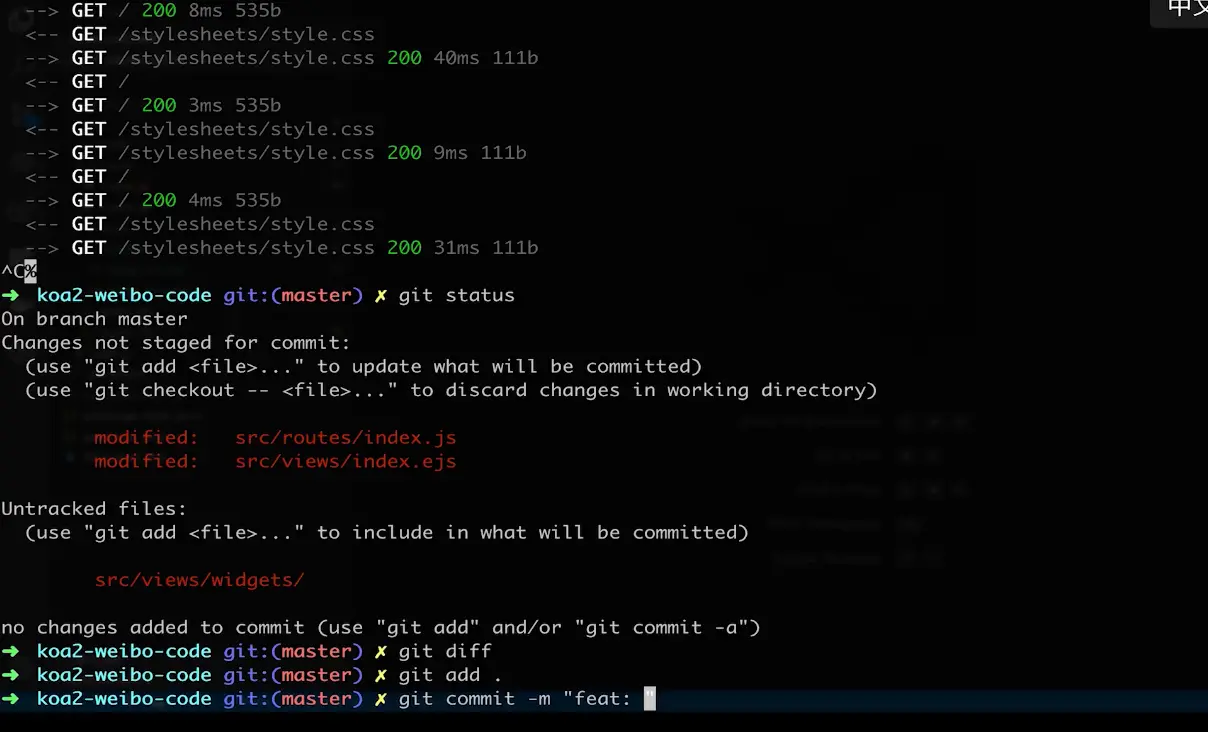 --> GET / 200 8ms 535b
<-- GET /stylesheets/style.css
--> GET /stylesheets/style.css 200 40ms 111b
<-- GET /
--> GET / 200 3ms 535b
<-- GET /stylesheets/style.css
--> GET /stylesheets/style.css 200 9ms 111b
<-- GET /
--> GET / 200 4ms 535b
<-- GET /stylesheets/style.css
--> GET /stylesheets/style.css 200 31ms 111b
^C%
➜ koa2-weibo-code git:(master) ✗ git status
On branch master
Changes not staged for commit:
(use "git add <file>..." to update what will be committed)
(use "git checkout -- <file>..." to discard changes in working directory)
modified: src/routes/index.js
modified: src/views/index.ejs
Untracked files:
(use "git add <file>..." to include in what will be committed)
src/views/widgets/
no changes added to commit (use "git add" and/or "git commit -a")
➜ koa2-weibo-code git:(master) ✗ git diff
➜ koa2-weibo-code git:(master) ✗ git add .
➜ koa2-weibo-code git:(master) ✗ git commit -m "feat: "
中文